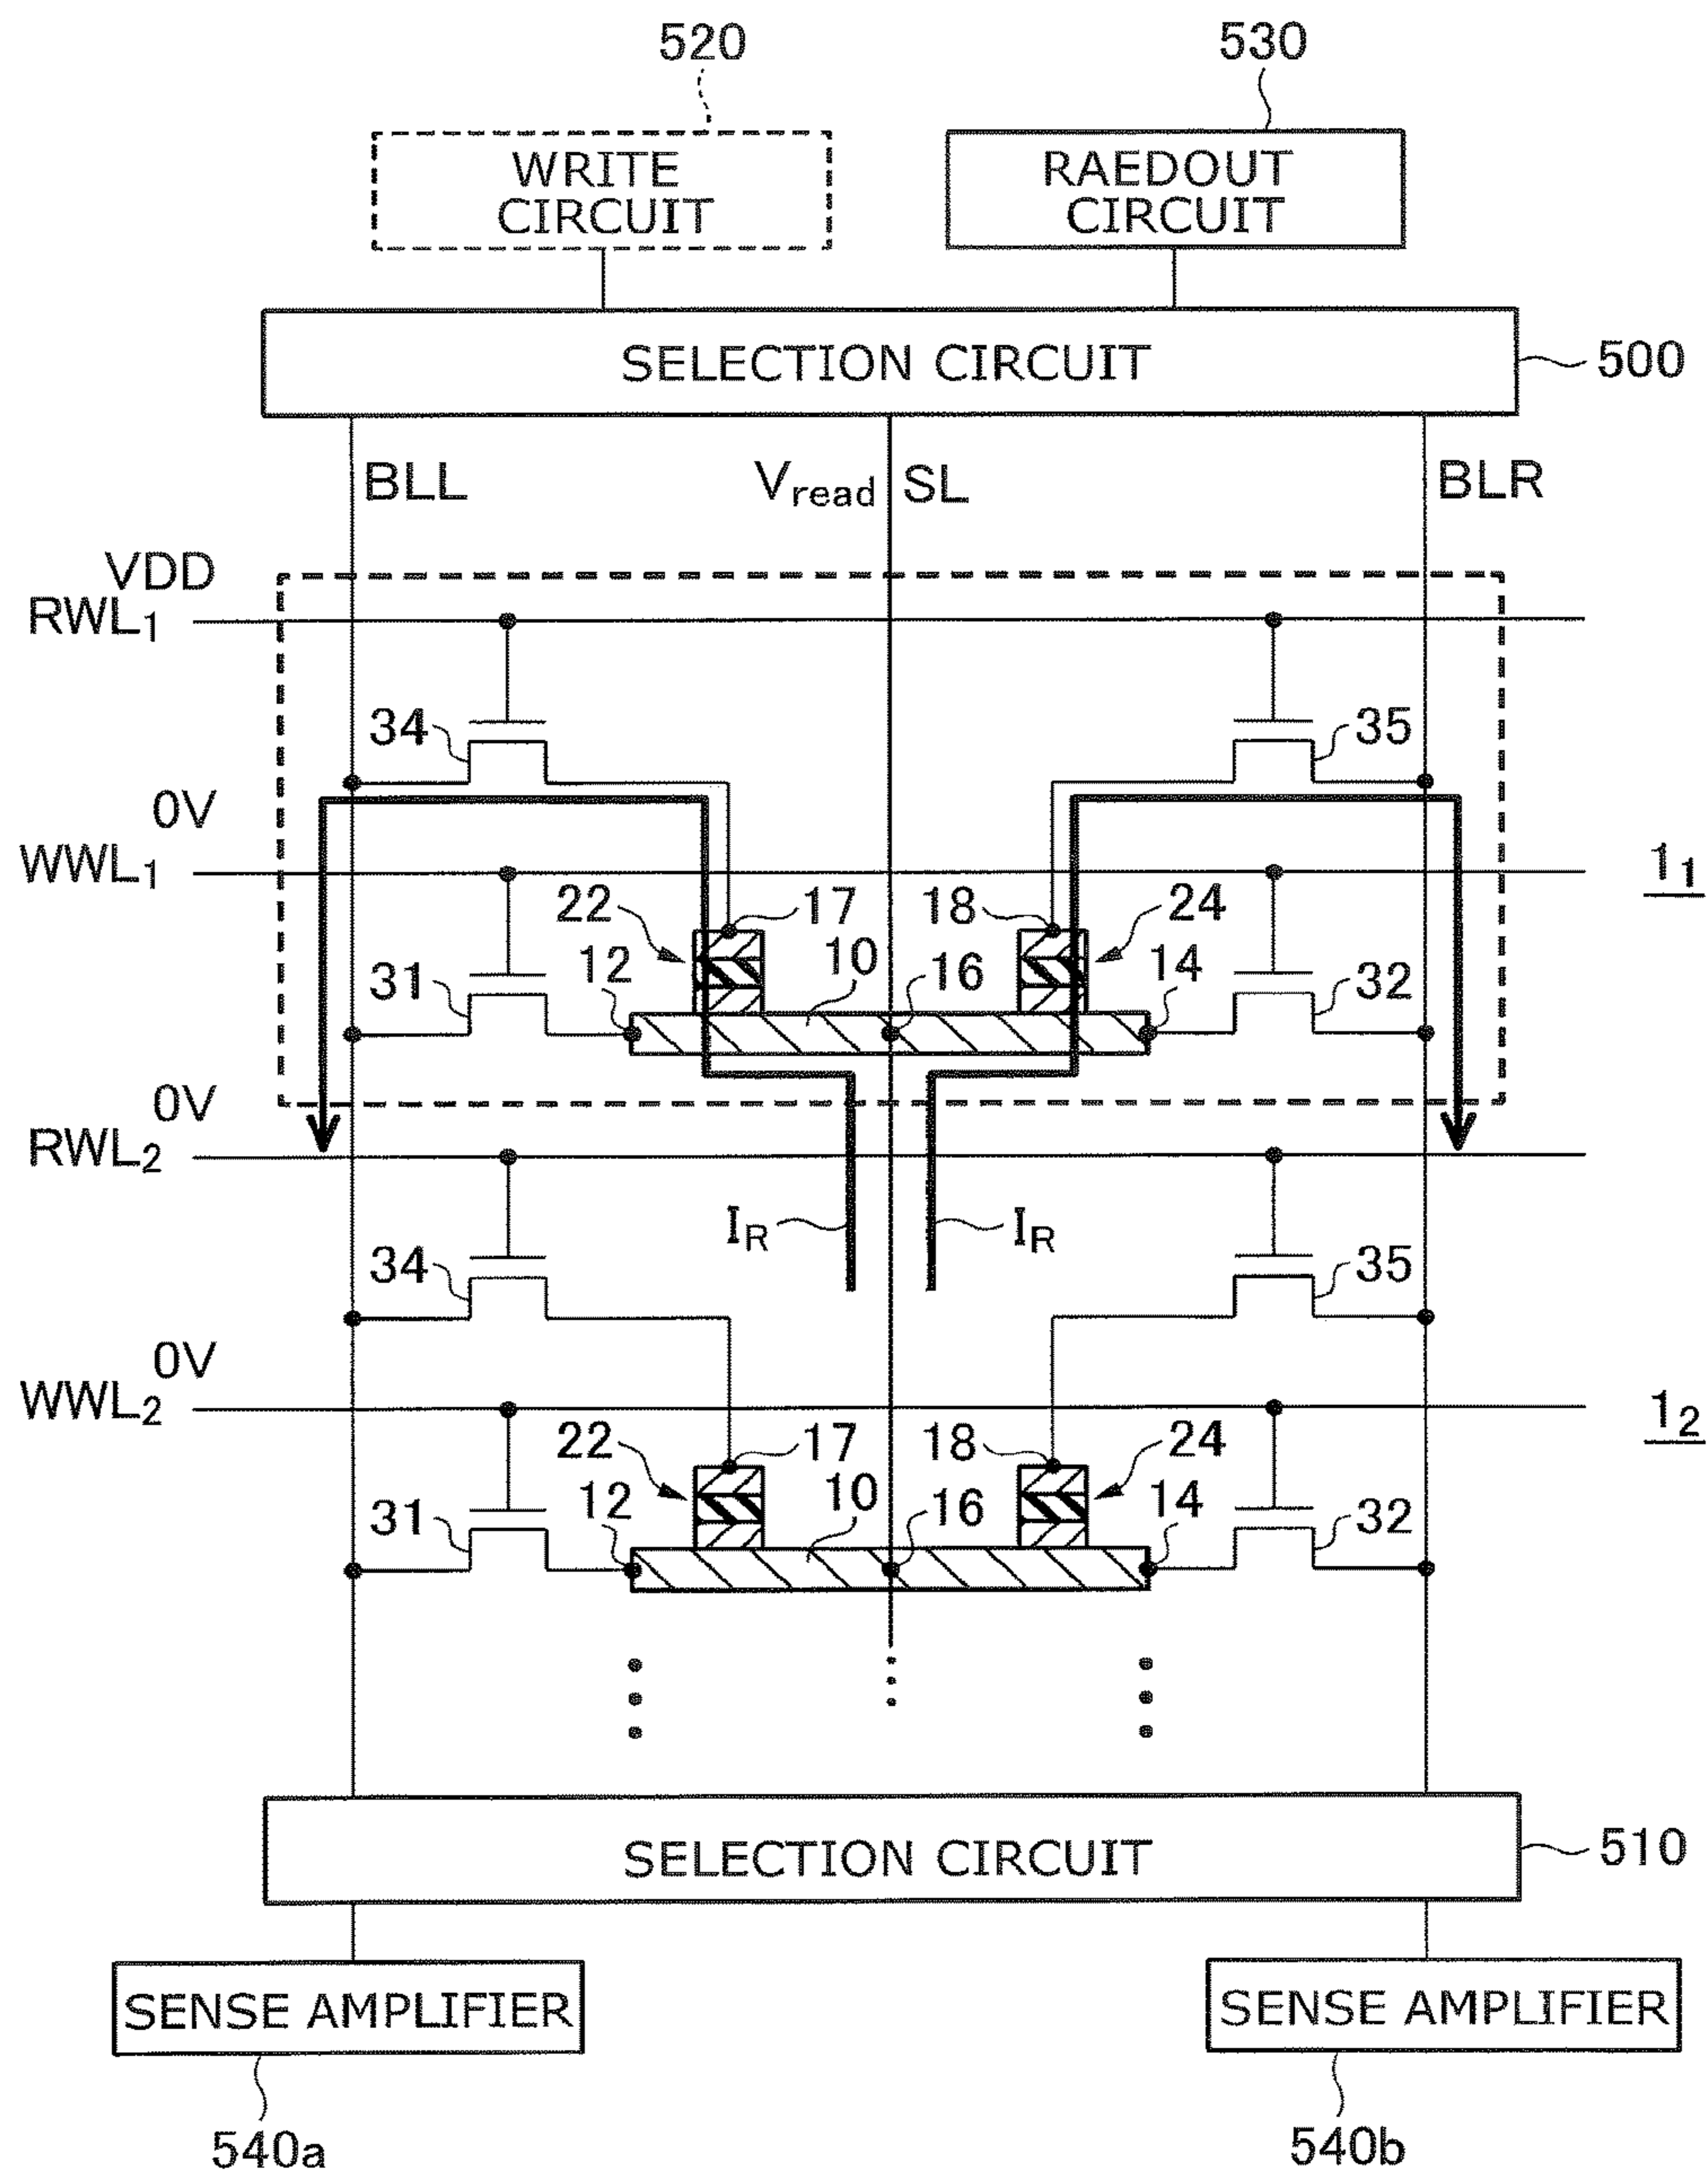 520
530
WRITE
CIRCUIT
RAEDOUT
CIRCUIT
SELECTION CIRCUIT
500
BLL
Vread
SL
BLR
VDD
RWL1
34
35
0V
WWL1
11
22
17
18
24
31
12
10
16
14
32
0V
RWL2
IR
IR
34
35
0V
WWL2
12
22
17
18
24
31
12
10
16
14
32
SELECTION CIRCUIT
510
SENSE AMPLIFIER
SENSE AMPLIFIER
540a
540b